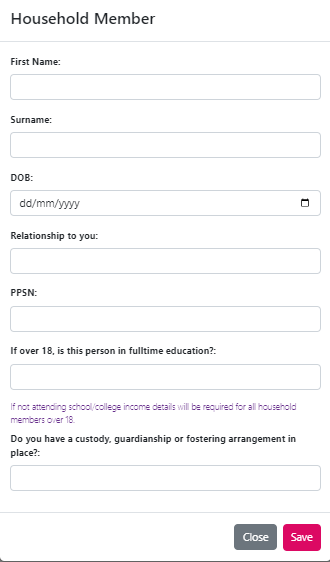 Household Member
First Name:
Surname:
DOB:
dd/mm/yyyy
Relationship to you:
PPSN:
If over 18, is this person in fulltime education?:
If not attending school/college income details will be required for all household
members over 18.
Do you have a custody, guardianship or fostering arrangement in
place?:
Close Save